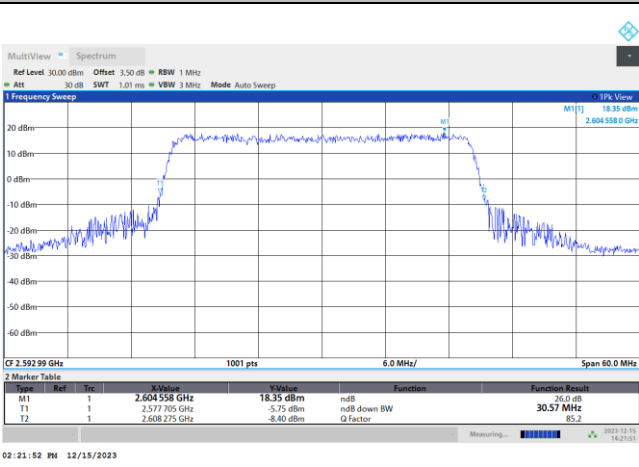 MultiView Spectrum
Ref Level 30.00 dBm Offset 3.50 dB RBW 1 MHz
Att 30 dB SWT 1.01 ms VBW 3 MHz Mode Auto Sweep
1 Frequency Sweep 1Pk View
M1[1] 18.35 dBm
2.604 558 0 GHz
M1
20 dBm
10 dBm
0 dBm
T1
T2
-10 dBm
-20 dBm
-30 dBm
-40 dBm
-50 dBm
-60 dBm
CF 2.592 99 GHz 1001 pts 6.0 MHz/ Span 60.0 MHz
2 Marker Table
Type Ref Trc X-Value Y-Value Function Function Result
M1 1 2.604 558 GHz 18.35 dBm ndB 26.0 dB
T1 1 2.577 705 GHz -5.75 dBm ndB down BW 30.57 MHz
T2 1 2.608 275 GHz -8.40 dBm Q Factor 85.2
Measuring... 2023-12-15
14:21:51
02:21:52 PM 12/15/2023